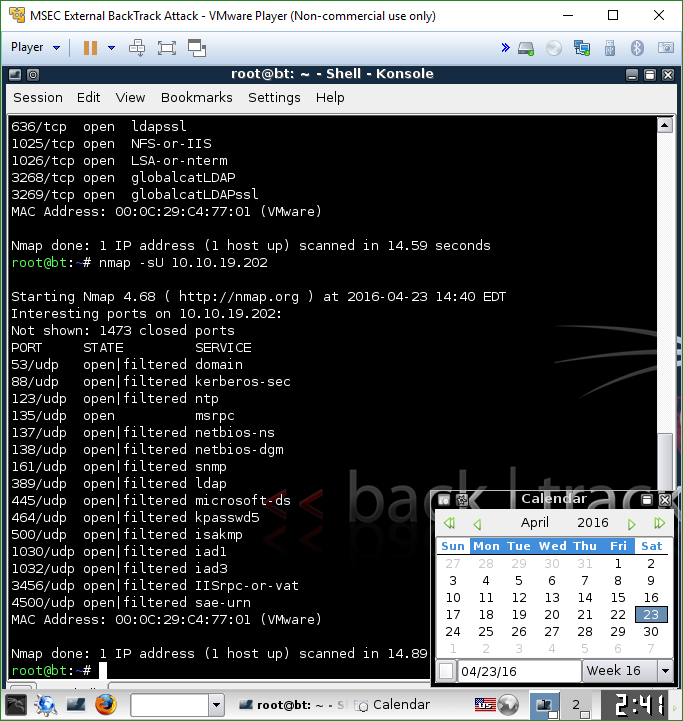 MSEC External BackTrack Attack - VMware Player (Non-commercial use only)
Player
root@bt: ~ - Shell - Konsole
Session Edit View Bookmarks Settings Help
636/tcp open ldapssl
1025/tcp open NFS-or-IIS
1026/tcp open LSA-or-nterm
3268/tcp open globalcatLDAP
3269/tcp open globalcatLDAPssl
MAC Address: 00:0C:29:C4:77:01 (VMware)
Nmap done: 1 IP address (1 host up) scanned in 14.59 seconds
root@bt:~# nmap -sU 10.10.19.202
Starting Nmap 4.68 ( http://nmap.org ) at 2016-04-23 14:40 EDT
Interesting ports on 10.10.19.202:
Not shown: 1473 closed ports
PORT STATE SERVICE
53/udp open|filtered domain
88/udp open|filtered kerberos-sec
123/udp open|filtered ntp
135/udp open msrpc
137/udp open|filtered netbios-ns
138/udp open|filtered netbios-dgm
161/udp open|filtered snmp
389/udp open|filtered ldap
445/udp open|filtered microsoft-ds
464/udp open|filtered kpasswd5
500/udp open|filtered isakmp
1030/udp open|filtered iad1
1032/udp open|filtered iad3
3456/udp open|filtered IISrpc-or-vat
4500/udp open|filtered sae-urn
MAC Address: 00:0C:29:C4:77:01 (VMware)
Nmap done: 1 IP address (1 host up) scanned in 14.89
root@bt:~#
<< back | track
Calendar
April 2016
Sun Mon Tue Wed Thu Fri Sat
27 28 29 30 31 1 2
3 4 5 6 7 8 9
10 11 12 13 14 15 16
17 18 19 20 21 22 23
24 25 26 27 28 29 30
1 2 3 4 5 6 7
04/23/16 Week 16
root@bt: ~ - S
Calendar
2
2:41